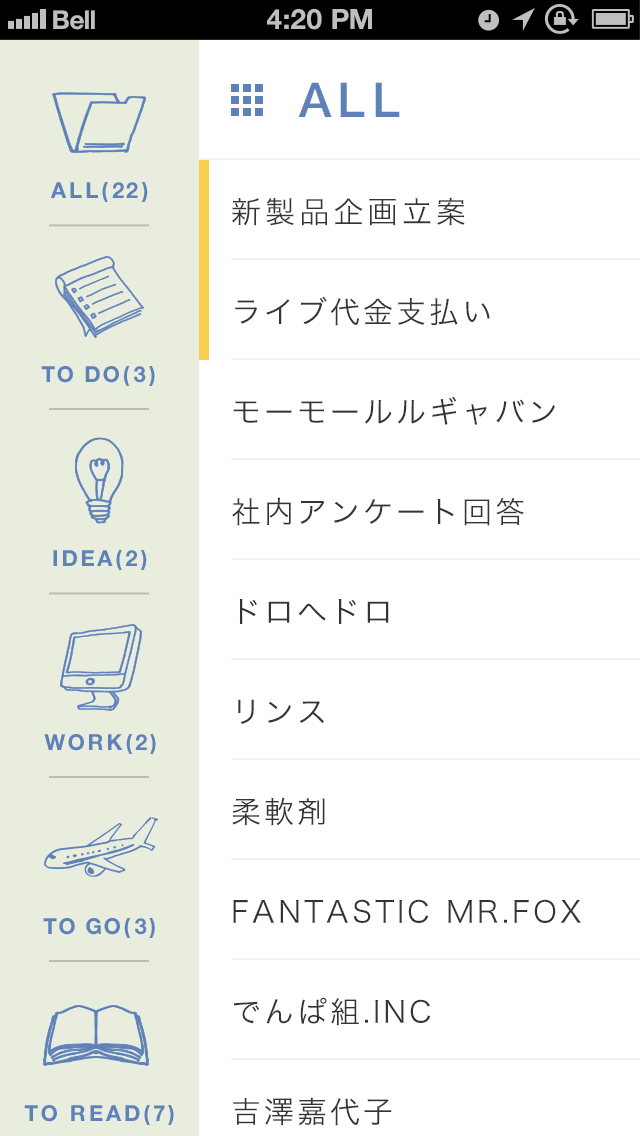 Bell 4:20 PM
ALL(22)
TO DO(3)
IDEA(2)
WORK(2)
TO GO(3)
TO READ(7)
ALL
新製品企画立案
ライブ代金支払い
モーモールルギャバン
社内アンケート回答
ドロヘドロ
リンス
柔軟剤
FANTASTIC MR.FOX
でんぱ組.INC
吉澤嘉代子